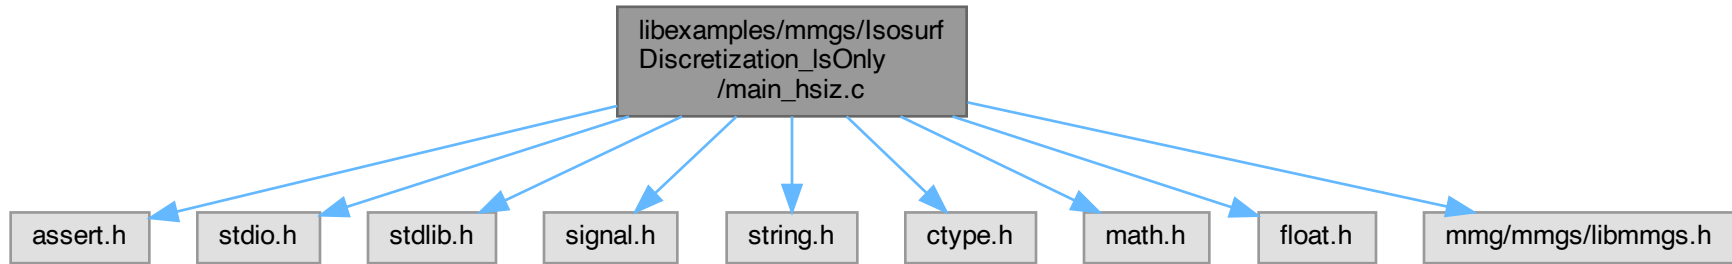 libexamples/mmgs/Isosurf
Discretization_lsOnly
/main_hsiz.c
assert.h
stdio.h
stdlib.h
signal.h
string.h
ctype.h
math.h
float.h
mmg/mmgs/libmmgs.h